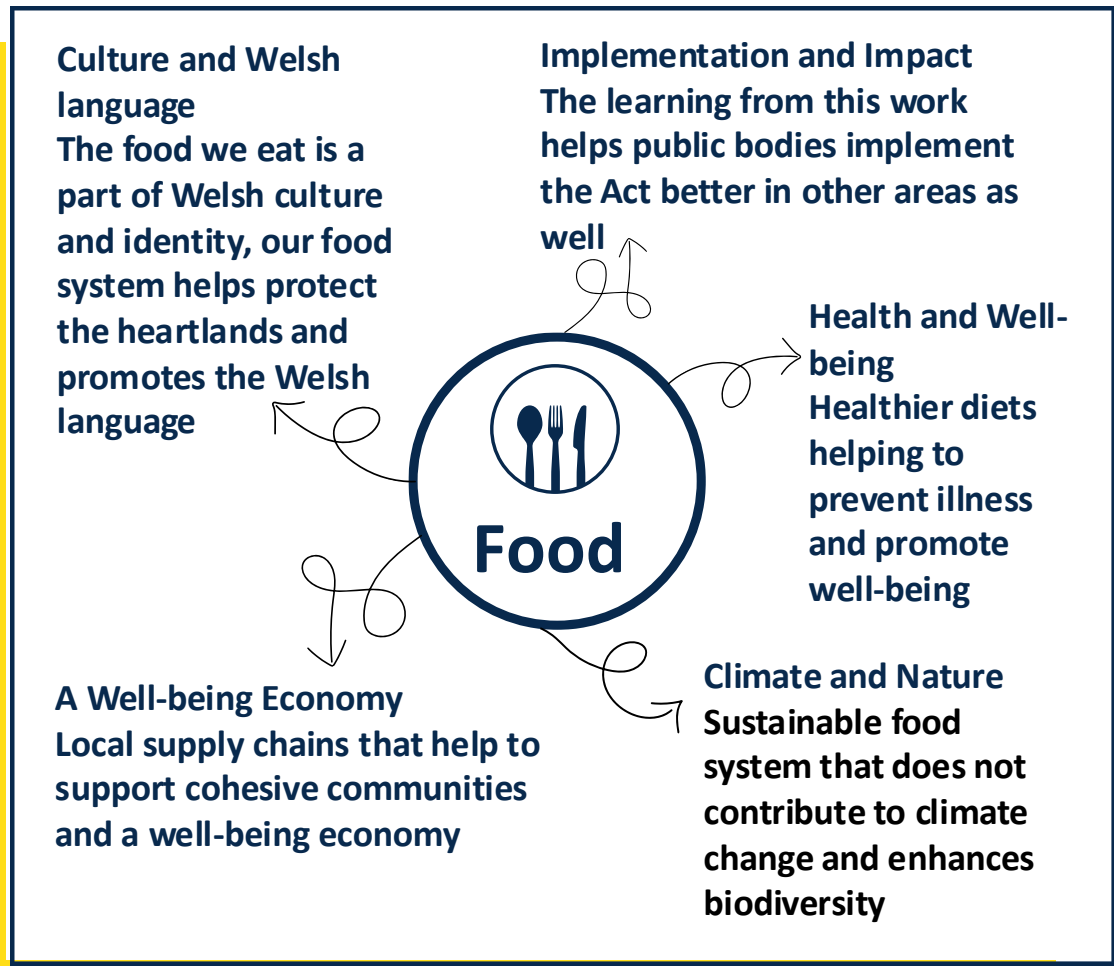 Culture and Welsh
language
The food we eat is a
part of Welsh culture
and identity, our food
system helps protect
the heartlands and
promotes the Welsh
language
Implementation and Impact
The learning from this work
helps public bodies implement
the Act better in other areas as
well
Health and Well-
being
Healthier diets
helping to
prevent illness
and promote
well-being
Food
A Well-being Economy
Local supply chains that help to
support cohesive communities
and a well-being economy
Climate and Nature
Sustainable food
system that does not
contribute to climate
change and enhances
biodiversity